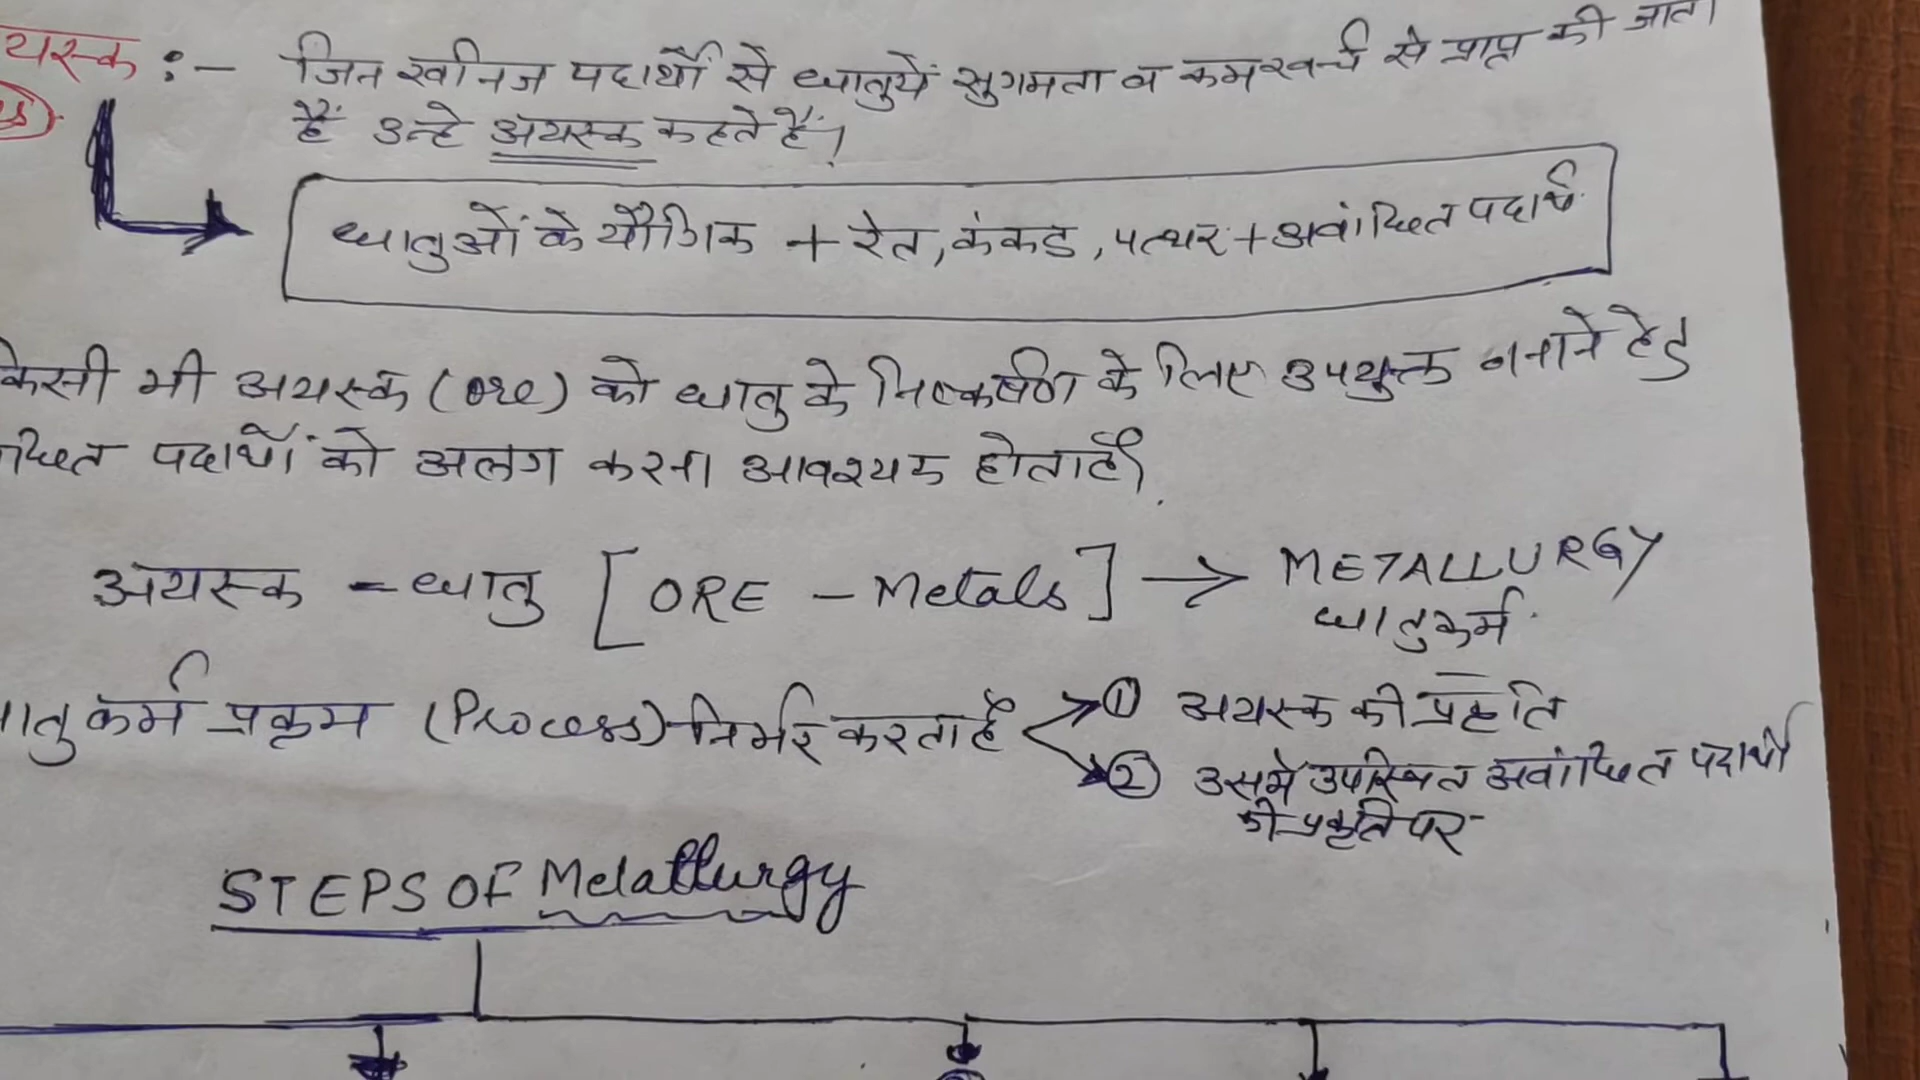 यस्क :- जिन खनिज पदार्थों से धातुयें सुगमता व कम खर्च से प्राप्त की जाती
हैं उन्हे अयस्क कहते हैं।
धातुओं के यौगिक + रेत, कंकड, पत्थर + अवांछित पदार्थ
केसी भी अयस्क (ore) को धातु के निष्कर्षण के लिए उपयुक्त बनाने हेतु
छित पदार्थों को अलग करना आवश्यक होता है।
अयस्क - धातु [ORE - Metals] → METALLURGY
धातुकर्म
ातुकर्म प्रक्रम (Process) निर्भर करता है ① अयस्क की प्रकृति
② उसमे उपस्थित अवांछित पदार्थो
की प्रकृति पर
STEPS OF Metallurgy